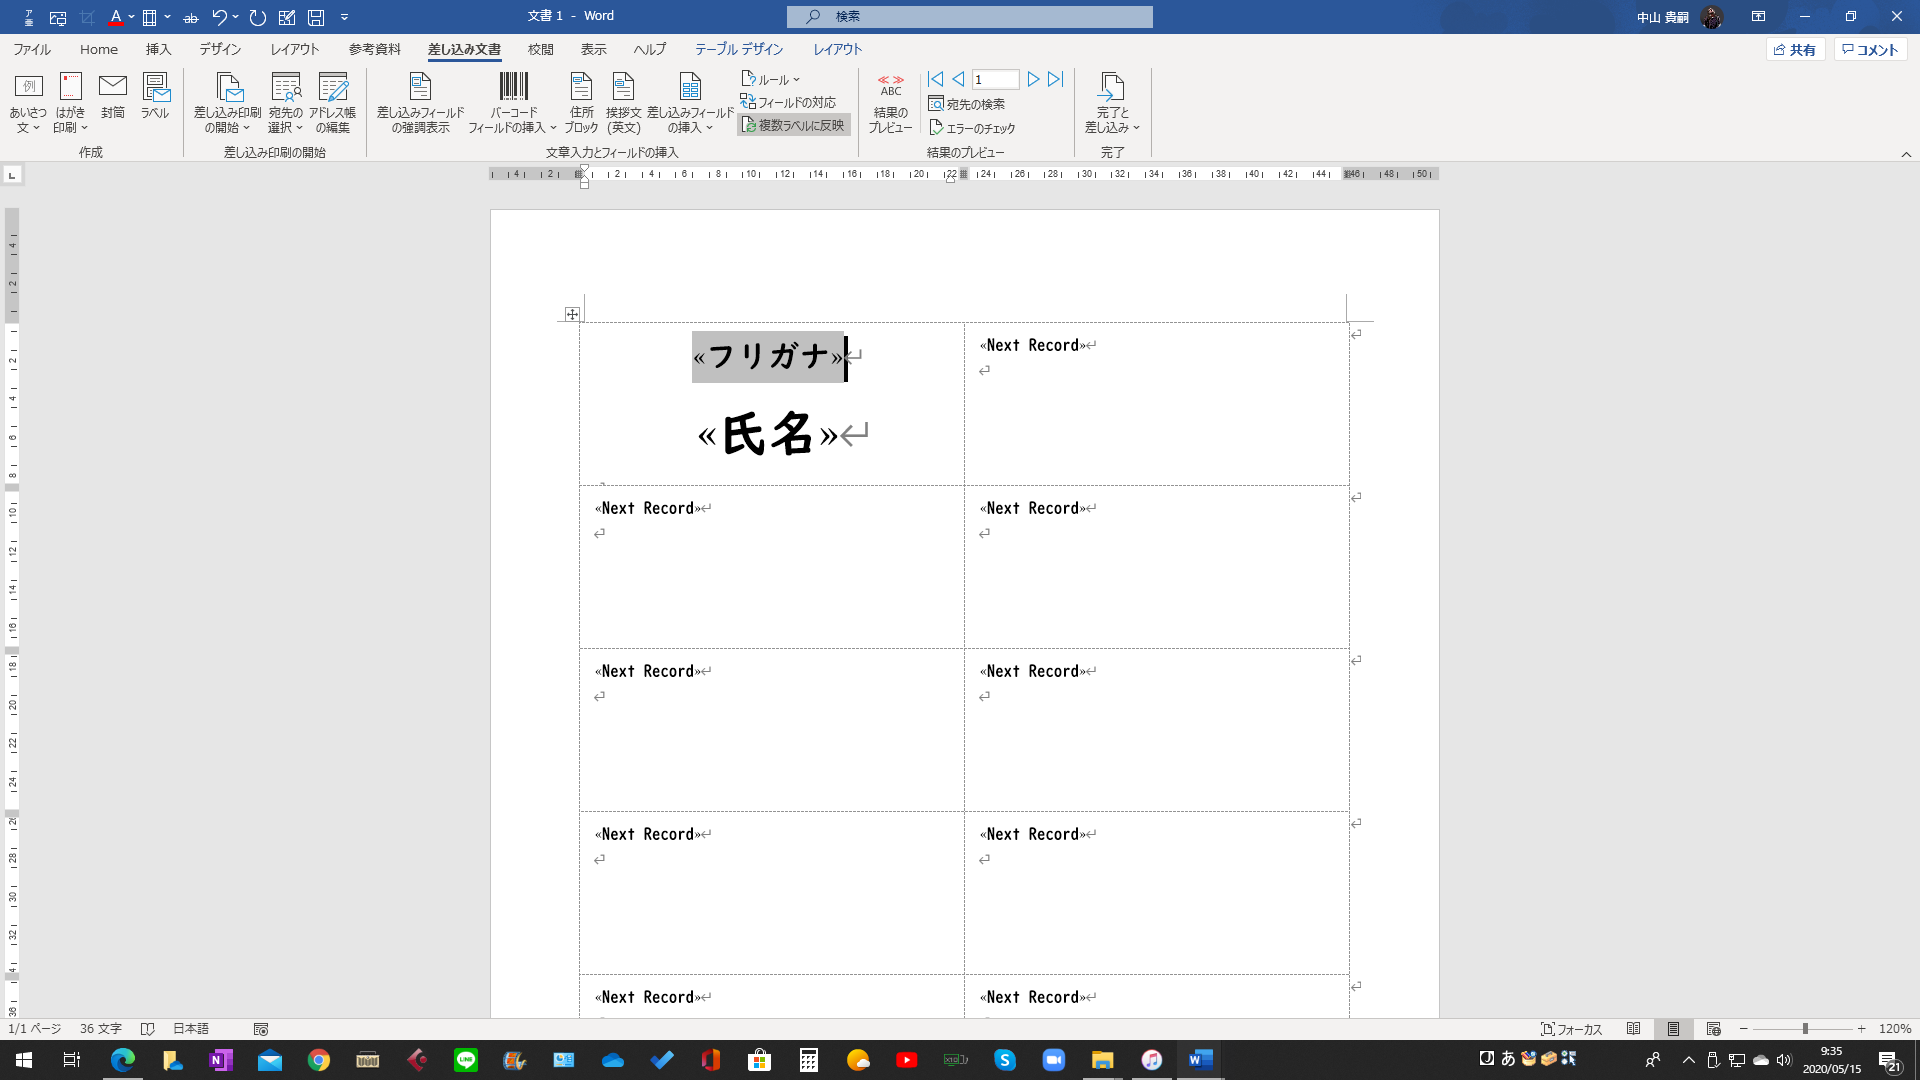 文書 1 - Word
検索
中山 貴嗣
ファイル Home 挿入 デザイン レイアウト 参考資料 差し込み文書 校閲 表示 ヘルプ テーブル デザイン レイアウト
共有 コメント
あいさつ文
はがき印刷
封筒
ラベル
作成
差し込み印刷の開始
宛先の選択
アドレス帳の編集
差し込み印刷の開始
差し込みフィールドの強調表示
バーコード フィールドの挿入
住所ブロック
挨拶文(英文)
差し込みフィールドの挿入
ルール
フィールドの対応
複数ラベルに反映
文章入力とフィールドの挿入
ABC
結果のプレビュー
1
宛先の検索
エラーのチェック
結果のプレビュー
完了と差し込み
完了
«フリガナ»
«氏名»
«Next Record»
«Next Record» «Next Record»
«Next Record» «Next Record»
«Next Record» «Next Record»
«Next Record» «Next Record»
1/1 ページ 36 文字 日本語
フォーカス
120%
あ
9:35
2020/05/15
21